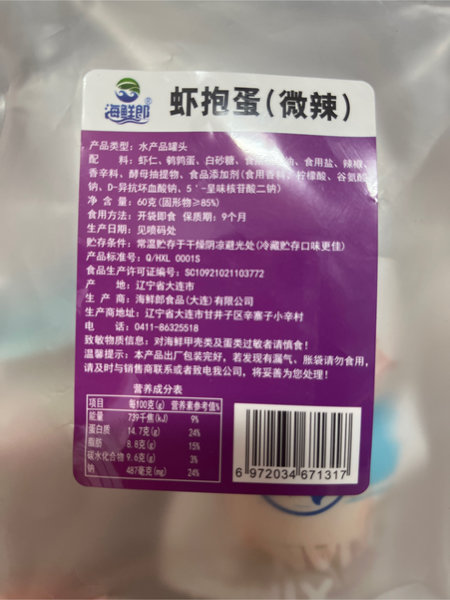 海鲜郎®
虾抱蛋(微辣)
产品类型：水产品罐头
配 料：虾仁、鹌鹑蛋、白砂糖、食用植物油、食用盐、辣椒、
香辛料、酵母抽提物、食品添加剂(食用香料、柠檬酸、谷氨酸
钠、D-异抗坏血酸钠、5'-呈味核苷酸二钠)
净 含 量：60克(固形物≥85%)
食用方法：开袋即食 保质期：9个月
生产日期：见喷码处
贮存条件：常温贮存于干燥阴凉避光处(冷藏贮存口味更佳)
产品标准号：Q/HXL 0001S
食品生产许可证编号：SC10921021103772
产 地：辽宁省大连市
生 产 商：海鲜郎食品(大连)有限公司
地 址：辽宁省大连市甘井子区辛寨子小辛村
电 话：0411-86325518
致敏物质信息：对海鲜甲壳类及蛋类过敏者请慎食！
温馨提示：本产品出厂包装完好，若发现有漏气、胀袋请勿食用，
请及时与销售商联系或者致电我公司，将妥善为您处理！
营养成分表
项目 每100克(g) 营养素参考值%
能量 739千焦(kJ) 9%
蛋白质 14.7克(g) 24%
脂肪 8.8克(g) 15%
碳水化合物 9.6克(g) 3%
钠 487毫克(mg) 24%
6 972034 671317